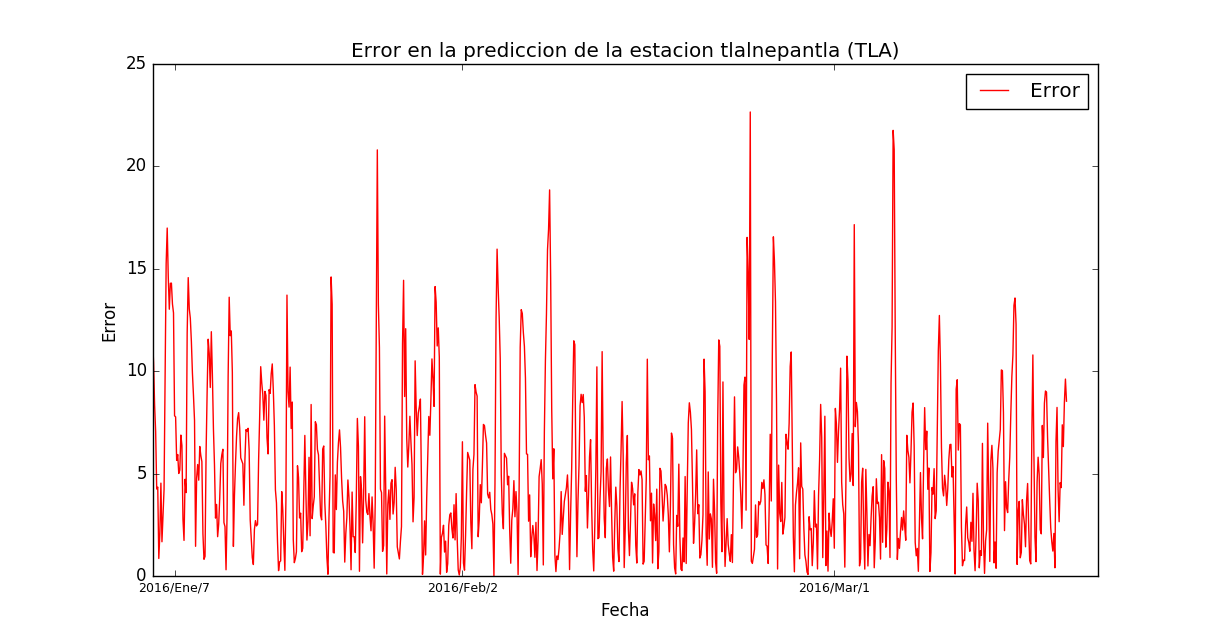 Error en la prediccion de la estacion tlalnepantla (TLA)
25
20
15
10
5
0
Error
Error
2016/Ene/7
2016/Feb/2
2016/Mar/1
Fecha